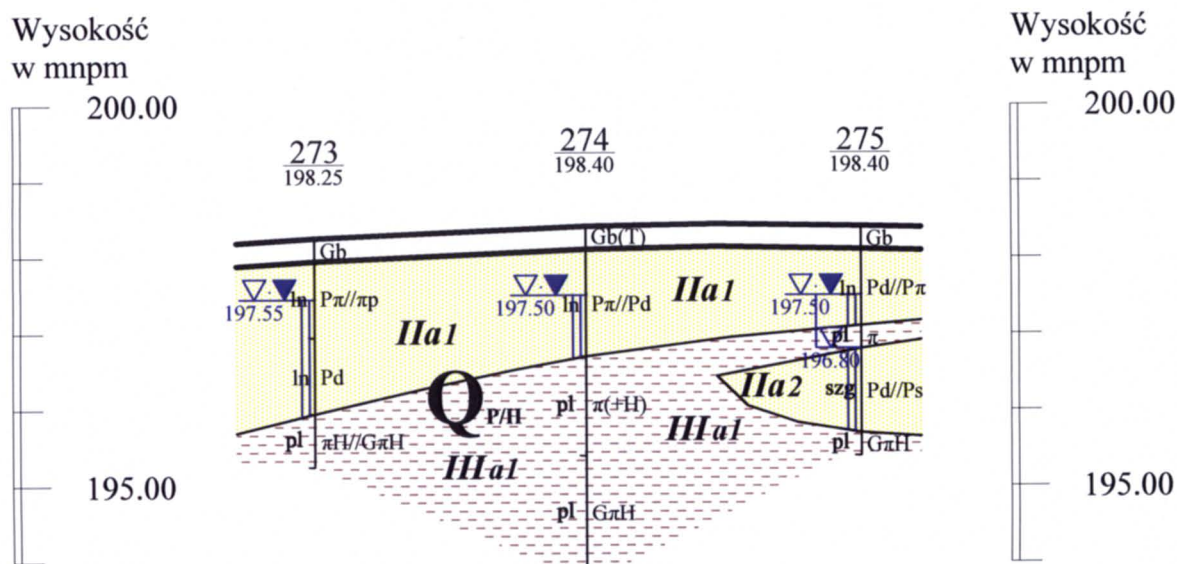 Wysokość
w mnpm
200.00
195.00
Wysokość
w mnpm
200.00
195.00
273
198.25
274
198.40
275
198.40
Gb
Gb(T)
Gb
ln Pπ//πp
197.55
ln Pπ//Pd
197.50
ln Pd//Pπ
197.50
IIa1
IIa1
pl π
196.80
ln Pd
IIa2
szg Pd//Ps
Q P/H
pl π(+H)
IIIa1
pl πH//GπH
pl GπH
IIIa1
pl GπH